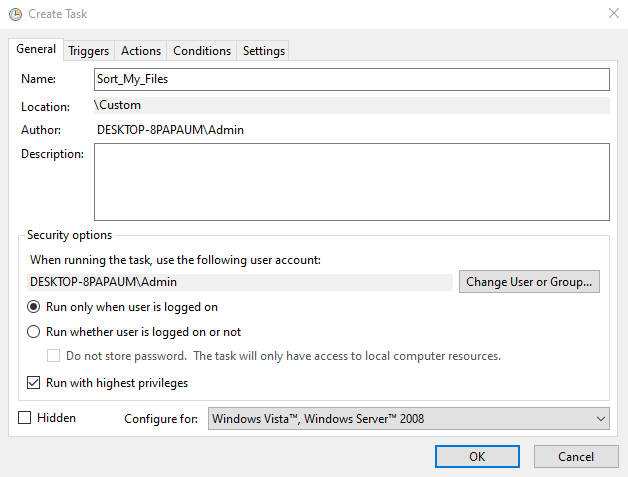 Create Task
General Triggers Actions Conditions Settings
Name: Sort_My_Files
Location: \Custom
Author: DESKTOP-8PAPAUM\Admin
Description:
Security options
When running the task, use the following user account:
DESKTOP-8PAPAUM\Admin Change User or Group...
Run only when user is logged on
Run whether user is logged on or not
Do not store password. The task will only have access to local computer resources.
Run with highest privileges
Hidden Configure for: Windows Vista™, Windows Server™ 2008
OK Cancel